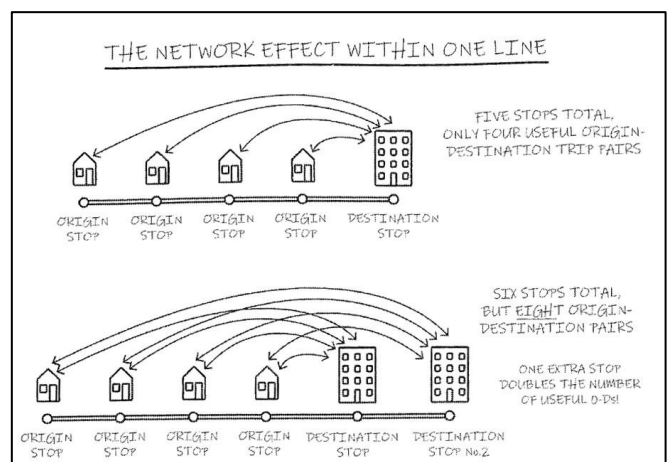 THE NETWORK EFFECT WITHIN ONE LINE
FIVE STOPS TOTAL,
ONLY FOUR USEFUL ORIGIN-
DESTINATION TRIP PAIRS
ORIGIN STOP
ORIGIN STOP
ORIGIN STOP
ORIGIN STOP
DESTINATION STOP
SIX STOPS TOTAL,
BUT EIGHT ORIGIN-
DESTINATION PAIRS
ONE EXTRA STOP
DOUBLES THE NUMBER
OF USEFUL O-Ds!
ORIGIN STOP
ORIGIN STOP
ORIGIN STOP
ORIGIN STOP
DESTINATION STOP
DESTINATION STOP No.2